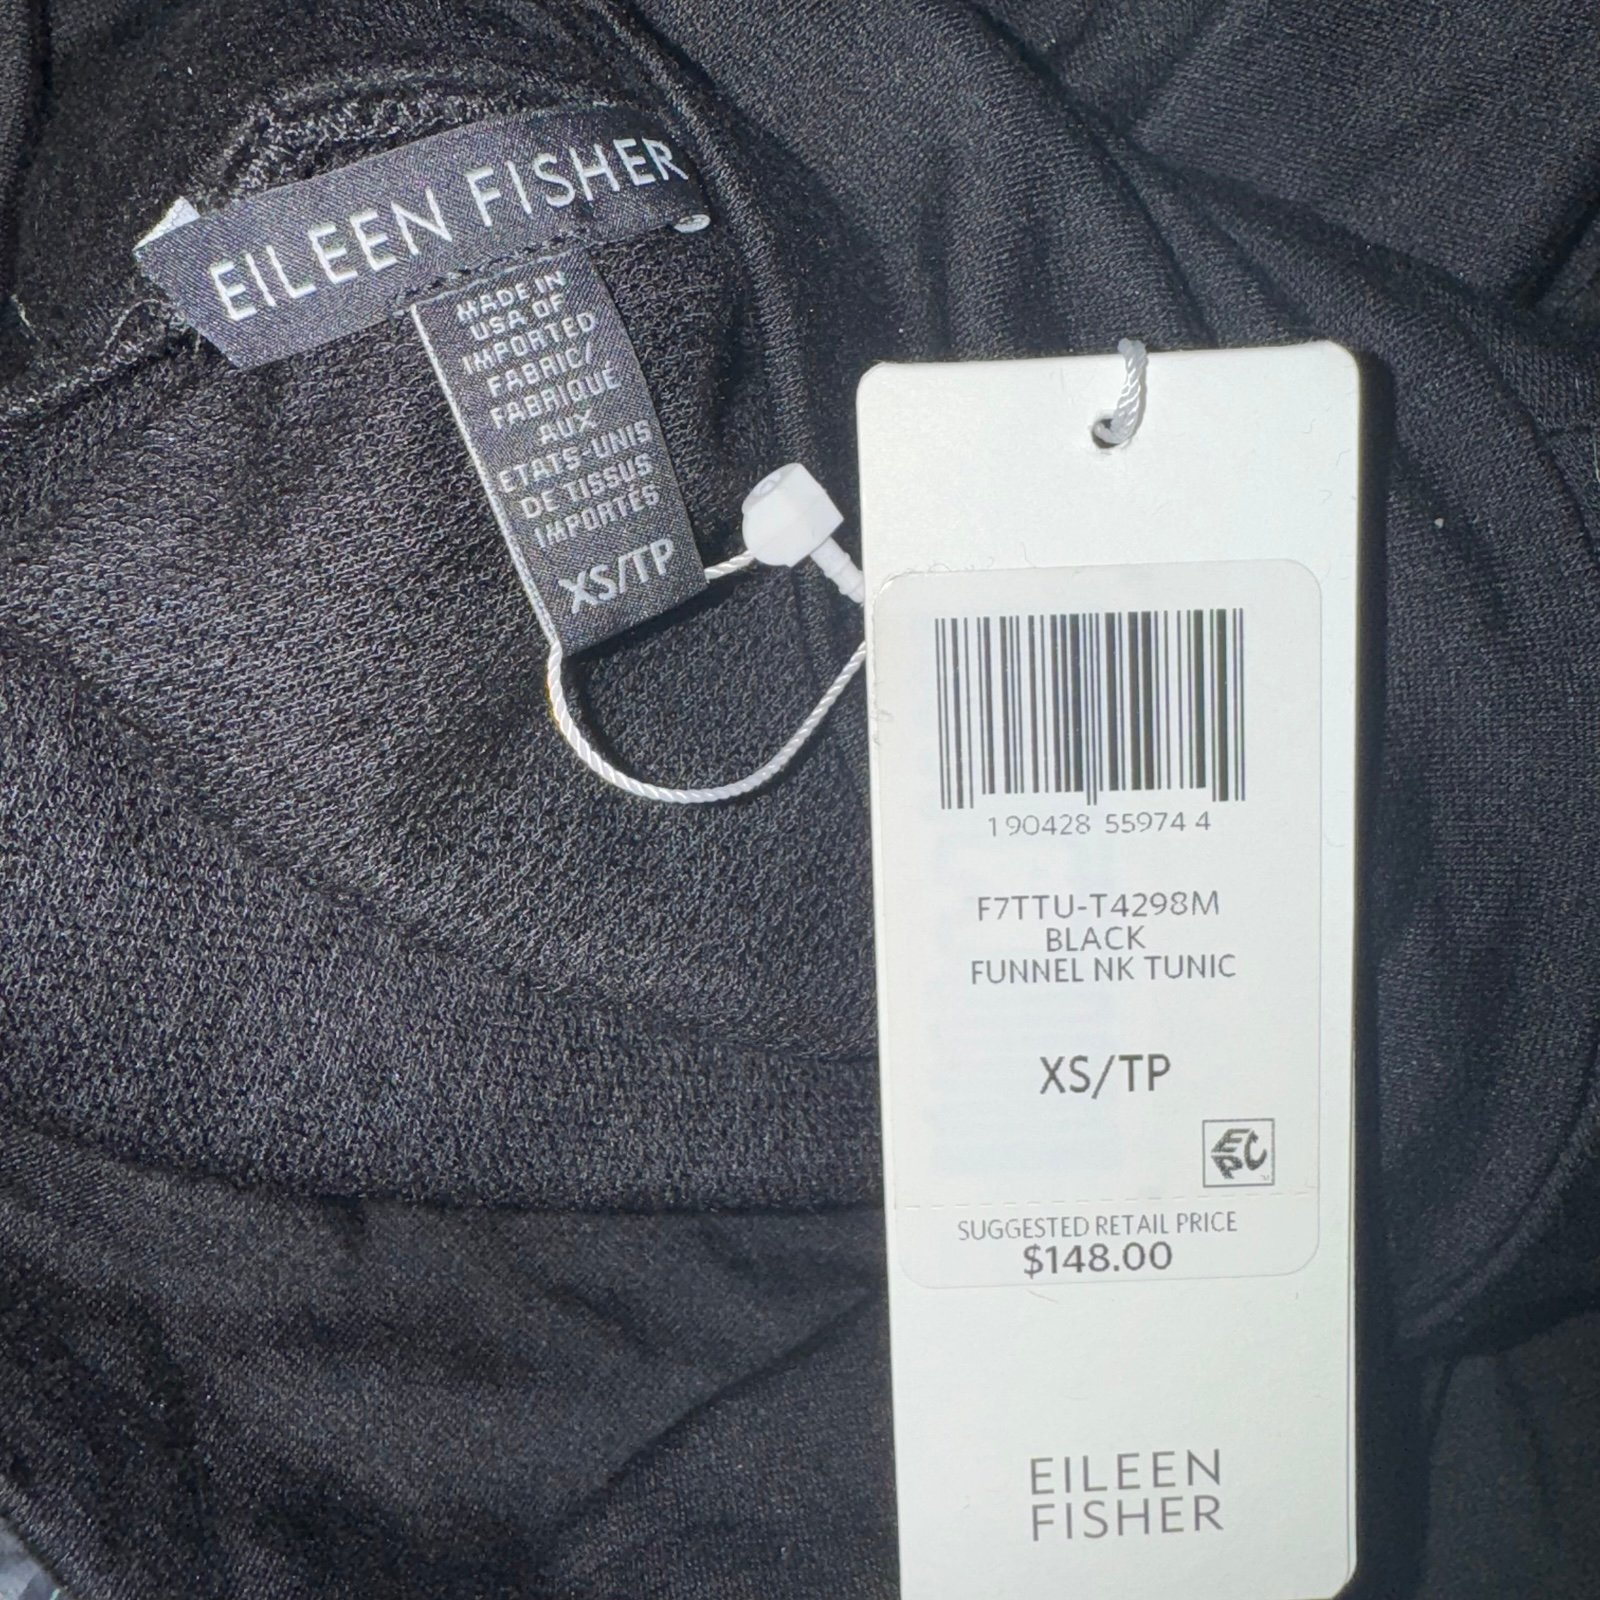 EILEEN FISHER
MADE IN
USA OF
IMPORTED
FABRIC/
FABRIQUÉ
AUX
ÉTATS-UNIS
DE TISSUS
IMPORTÉS
XS/TP
1 90428 55974 4
F7TTU-T4298M
BLACK
FUNNEL NK TUNIC
XS/TP
EPC
SUGGESTED RETAIL PRICE
$148.00
EILEEN
FISHER